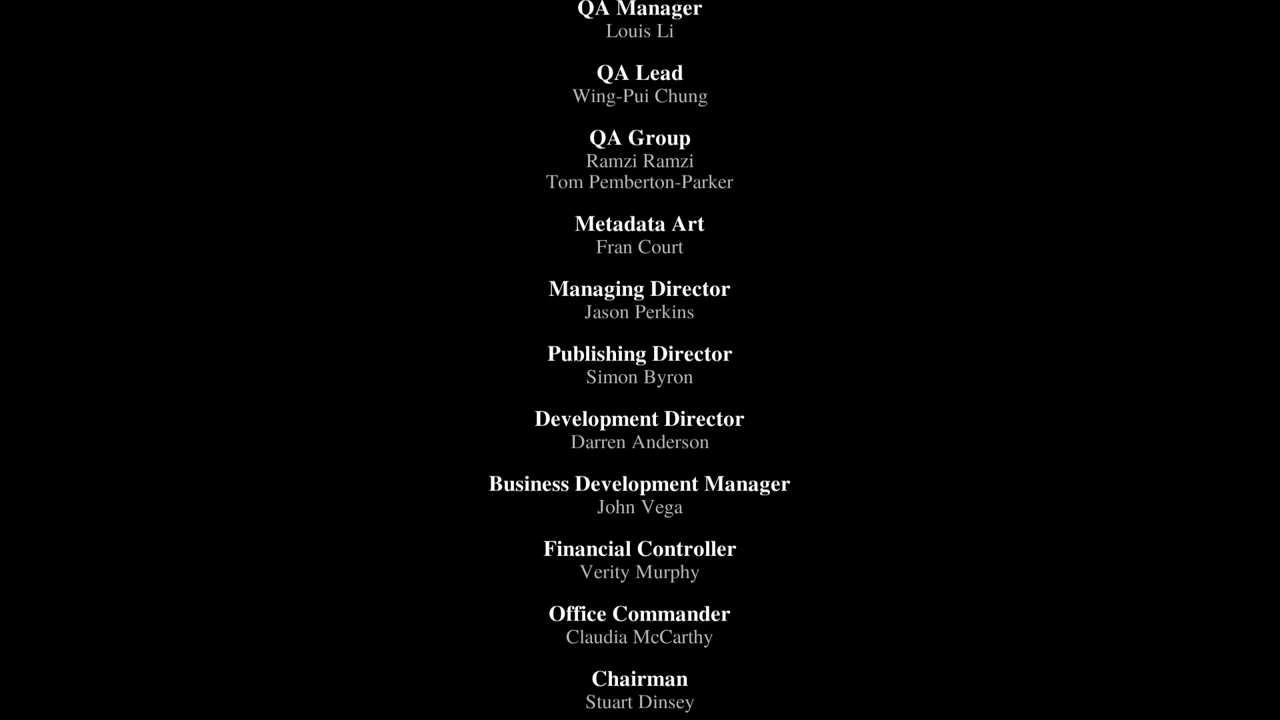 QA Manager
Louis Li
QA Lead
Wing-Pui Chung
QA Group
Ramzi Ramzi
Tom Pemberton-Parker
Metadata Art
Fran Court
Managing Director
Jason Perkins
Publishing Director
Simon Byron
Development Director
Darren Anderson
Business Development Manager
John Vega
Financial Controller
Verity Murphy
Office Commander
Claudia McCarthy
Chairman
Stuart Dinsey